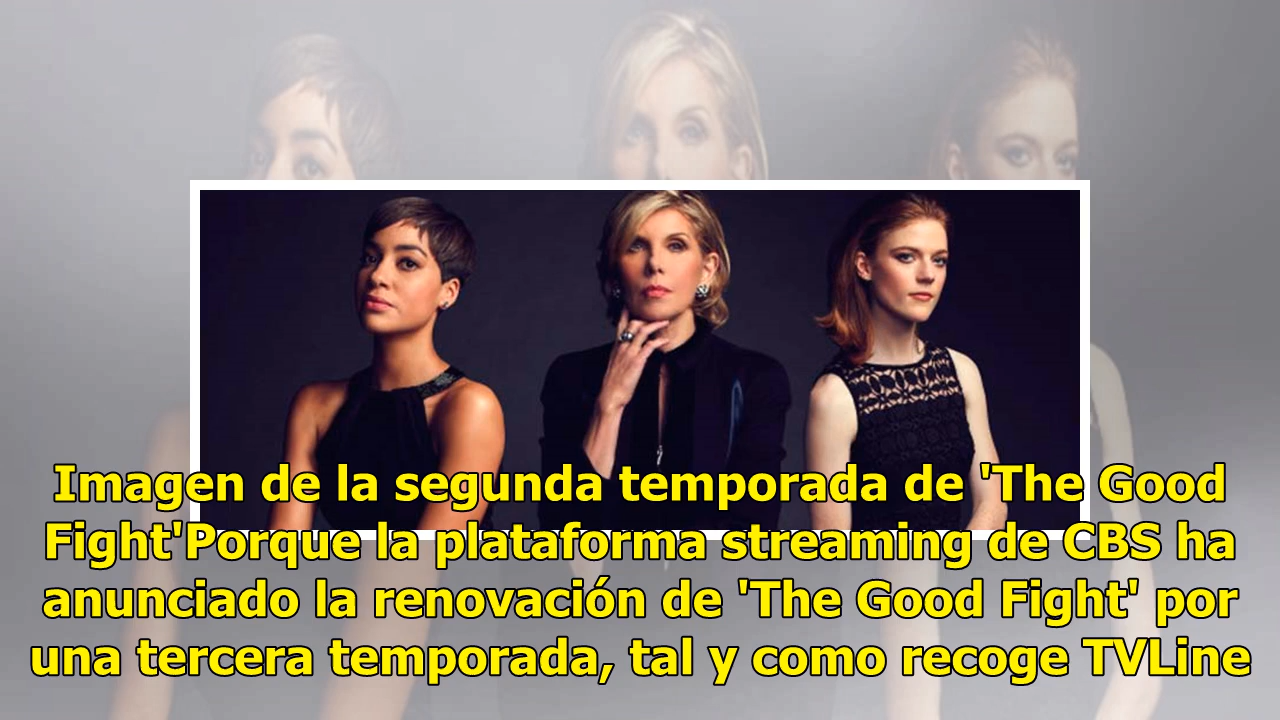 Imagen de la segunda temporada de 'The Good
Fight'Porque la plataforma streaming de CBS ha
anunciado la renovación de 'The Good Fight' por
una tercera temporada, tal y como recoge TVLine